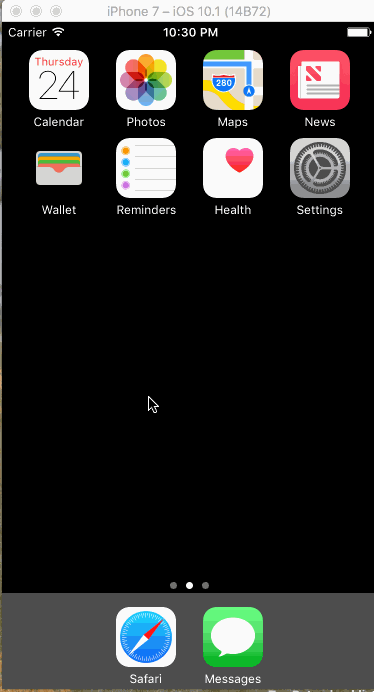 iPhone 7 – iOS 10.1 (14B72)
Carrier 10:30 PM
Thursday
24
280
Calendar Photos Maps News
Wallet Reminders Health Settings
Safari Messages